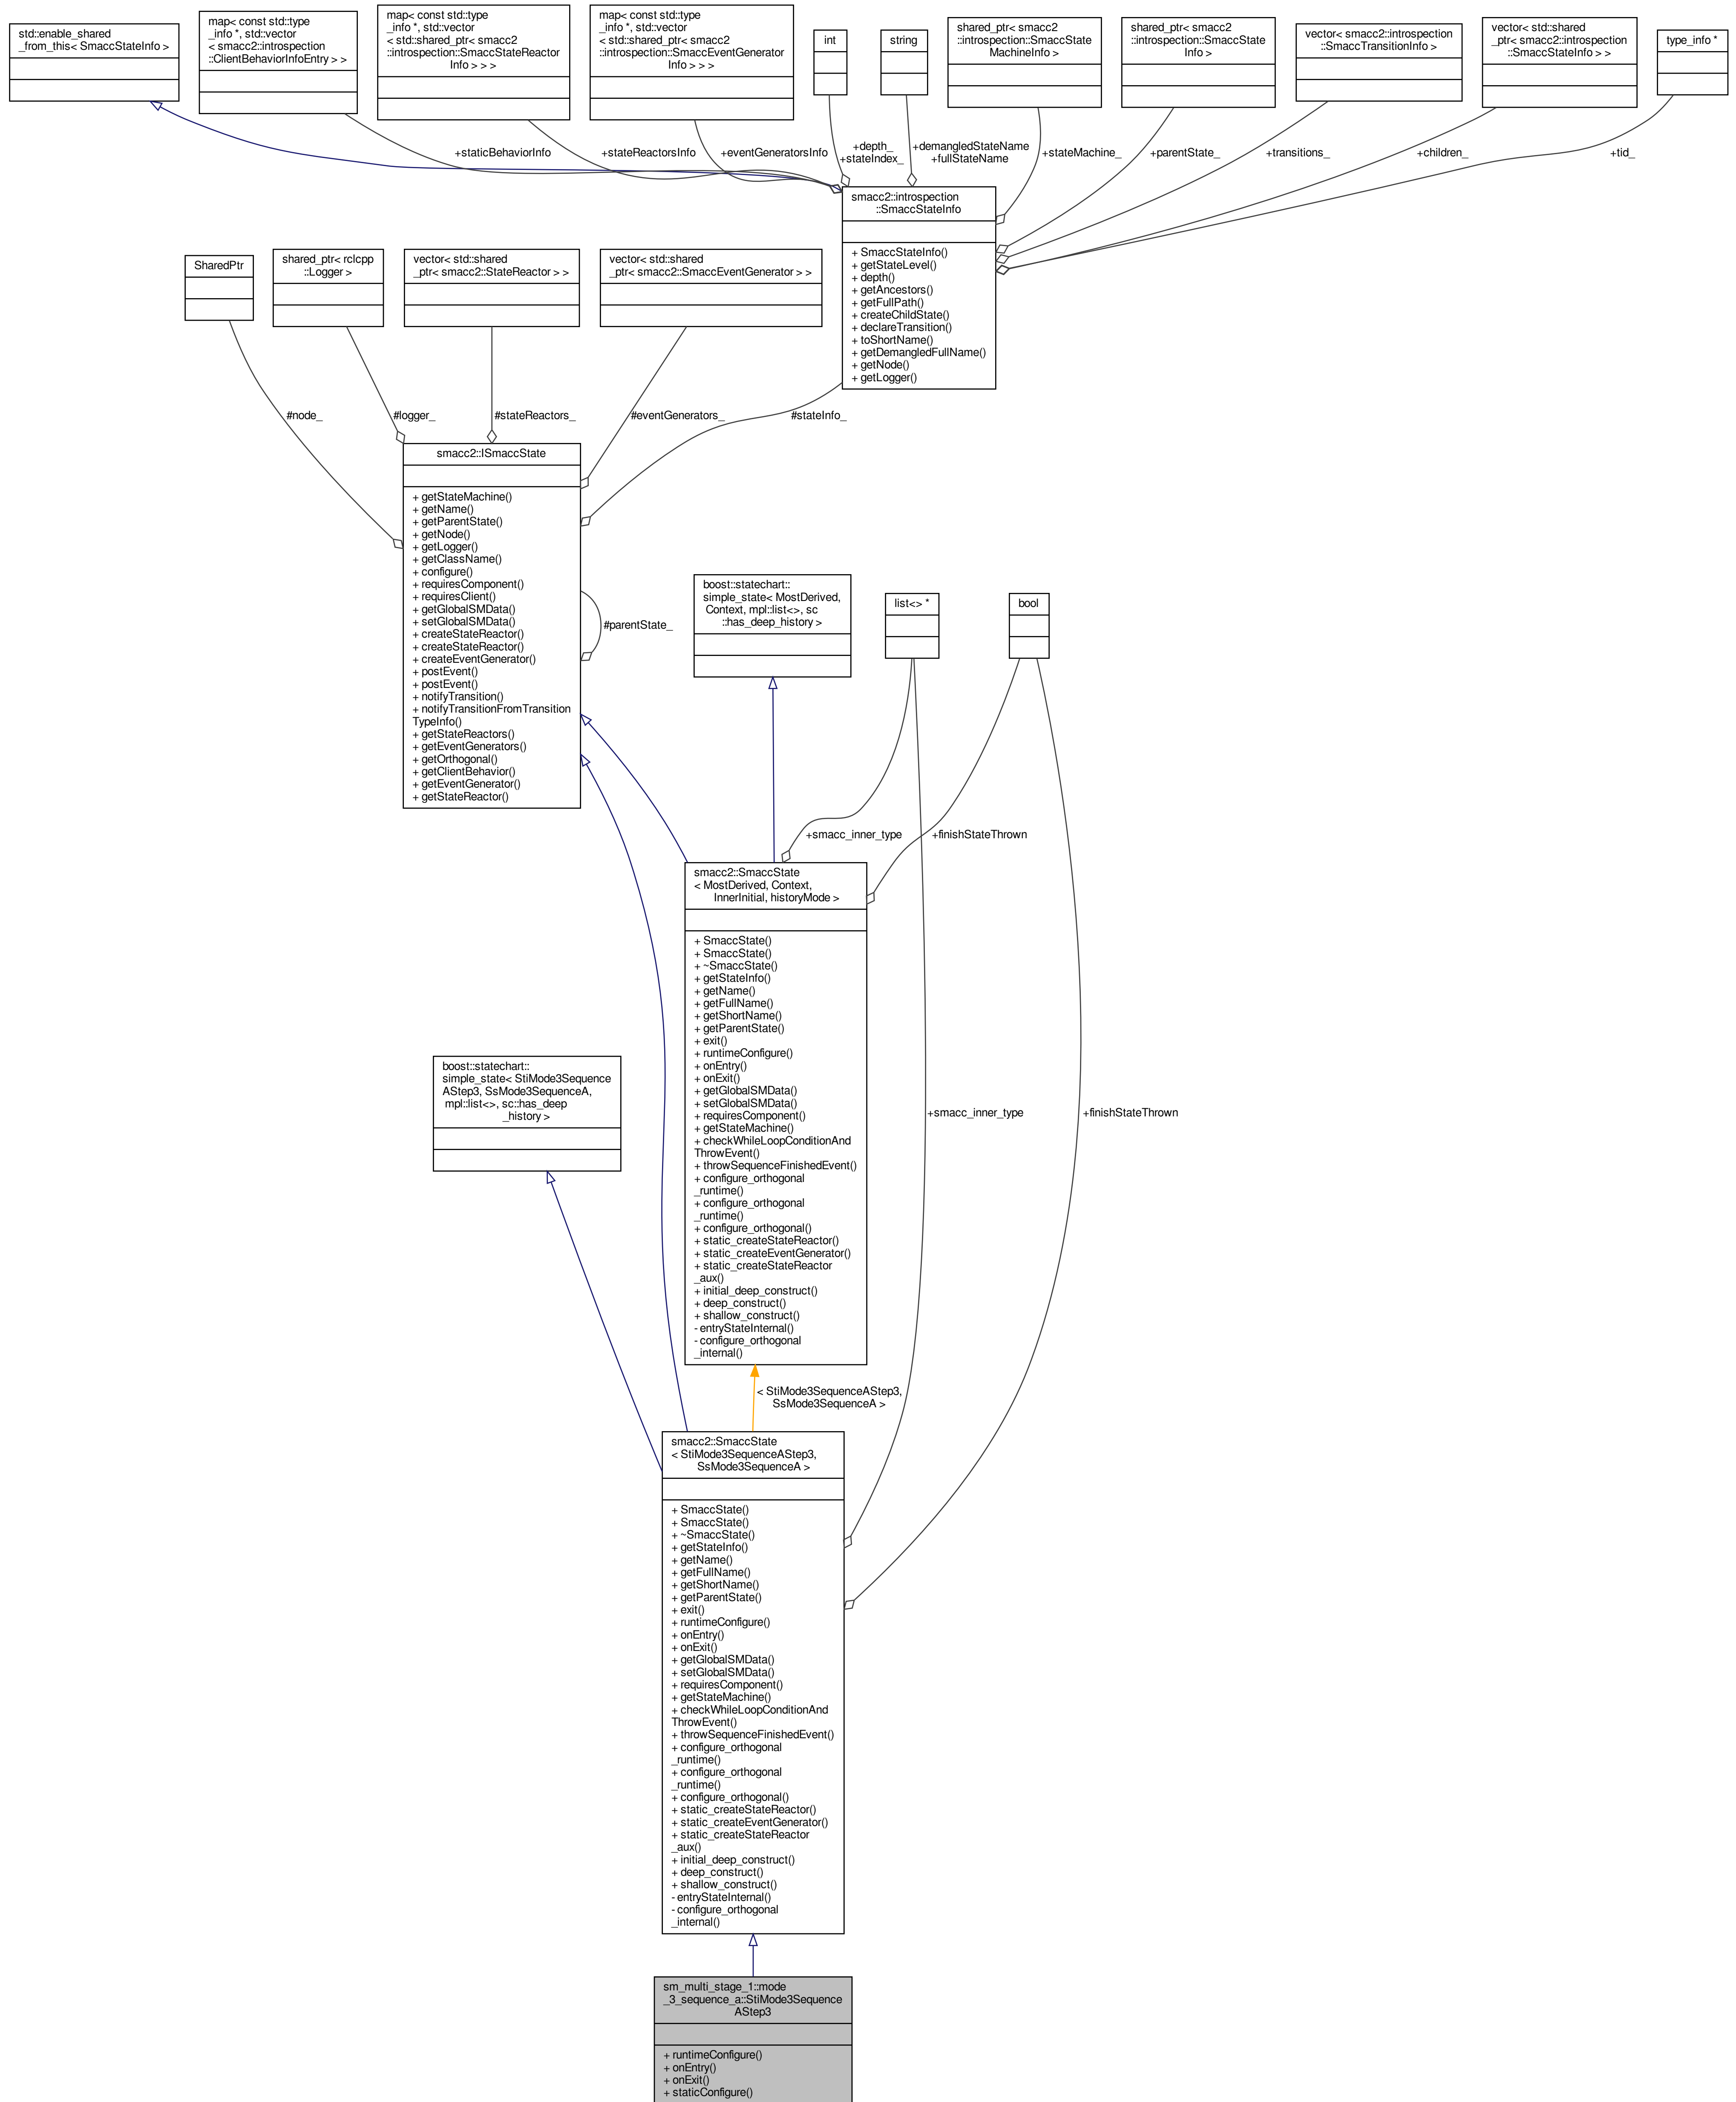 std::enable_shared
_from_this< SmaccStateInfo >
map< const std::type
_info *, std::vector
< smacc2::introspection
::ClientBehaviorInfoEntry > >
map< const std::type
_info *, std::vector
< std::shared_ptr< smacc2
::introspection::SmaccStateReactor
Info > > >
map< const std::type
_info *, std::vector
< std::shared_ptr< smacc2
::introspection::SmaccEventGenerator
Info > > >
int
string
shared_ptr< smacc2
::introspection::SmaccState
MachineInfo >
shared_ptr< smacc2
::introspection::SmaccState
Info >
vector< smacc2::introspection
::SmaccTransitionInfo >
vector< std::shared
_ptr< smacc2::introspection
::SmaccStateInfo > >
type_info *
+staticBehaviorInfo
+stateReactorsInfo
+eventGeneratorsInfo
+depth_
+stateIndex_
+demangledStateName
+fullStateName
+stateMachine_
+parentState_
+transitions_
+children_
+tid_
smacc2::introspection
::SmaccStateInfo
+ SmaccStateInfo()
+ getStateLevel()
+ depth()
+ getAncestors()
+ getFullPath()
+ createChildState()
+ declareTransition()
+ toShortName()
+ getDemangledFullName()
+ getNode()
+ getLogger()
SharedPtr
shared_ptr< rclcpp
::Logger >
vector< std::shared
_ptr< smacc2::StateReactor > >
vector< std::shared
_ptr< smacc2::SmaccEventGenerator > >
#node_
#logger_
#stateReactors_
#eventGenerators_
#stateInfo_
smacc2::ISmaccState
+ getStateMachine()
+ getName()
+ getParentState()
+ getNode()
+ getLogger()
+ getClassName()
+ configure()
+ requiresComponent()
+ requiresClient()
+ getGlobalSMData()
+ setGlobalSMData()
+ createStateReactor()
+ createStateReactor()
+ createEventGenerator()
+ postEvent()
+ postEvent()
+ notifyTransition()
+ notifyTransitionFromTransition
TypeInfo()
+ getStateReactors()
+ getEventGenerators()
+ getOrthogonal()
+ getClientBehavior()
+ getEventGenerator()
+ getStateReactor()
#parentState_
boost::statechart::
simple_state< MostDerived,
Context, mpl::list<>, sc
::has_deep_history >
list<> *
bool
+smacc_inner_type
+finishStateThrown
smacc2::SmaccState
< MostDerived, Context,
InnerInitial, historyMode >
+ SmaccState()
+ SmaccState()
+ ~SmaccState()
+ getStateInfo()
+ getName()
+ getFullName()
+ getShortName()
+ getParentState()
+ exit()
+ runtimeConfigure()
+ onEntry()
+ onExit()
+ getGlobalSMData()
+ setGlobalSMData()
+ requiresComponent()
+ getStateMachine()
+ checkWhileLoopConditionAnd
ThrowEvent()
+ throwSequenceFinishedEvent()
+ configure_orthogonal
_runtime()
+ configure_orthogonal
_runtime()
+ configure_orthogonal()
+ static_createStateReactor()
+ static_createEventGenerator()
+ static_createStateReactor
_aux()
+ initial_deep_construct()
+ deep_construct()
+ shallow_construct()
- entryStateInternal()
- configure_orthogonal
_internal()
boost::statechart::
simple_state< StiMode3Sequence
AStep3, SsMode3SequenceA,
mpl::list<>, sc::has_deep
_history >
+smacc_inner_type
+finishStateThrown
< StiMode3SequenceAStep3,
SsMode3SequenceA >
smacc2::SmaccState
< StiMode3SequenceAStep3,
SsMode3SequenceA >
+ SmaccState()
+ SmaccState()
+ ~SmaccState()
+ getStateInfo()
+ getName()
+ getFullName()
+ getShortName()
+ getParentState()
+ exit()
+ runtimeConfigure()
+ onEntry()
+ onExit()
+ getGlobalSMData()
+ setGlobalSMData()
+ requiresComponent()
+ getStateMachine()
+ checkWhileLoopConditionAnd
ThrowEvent()
+ throwSequenceFinishedEvent()
+ configure_orthogonal
_runtime()
+ configure_orthogonal
_runtime()
+ configure_orthogonal()
+ static_createStateReactor()
+ static_createEventGenerator()
+ static_createStateReactor
_aux()
+ initial_deep_construct()
+ deep_construct()
+ shallow_construct()
- entryStateInternal()
- configure_orthogonal
_internal()
sm_multi_stage_1::mode
_3_sequence_a::StiMode3Sequence
AStep3
+ runtimeConfigure()
+ onEntry()
+ onExit()
+ staticConfigure()